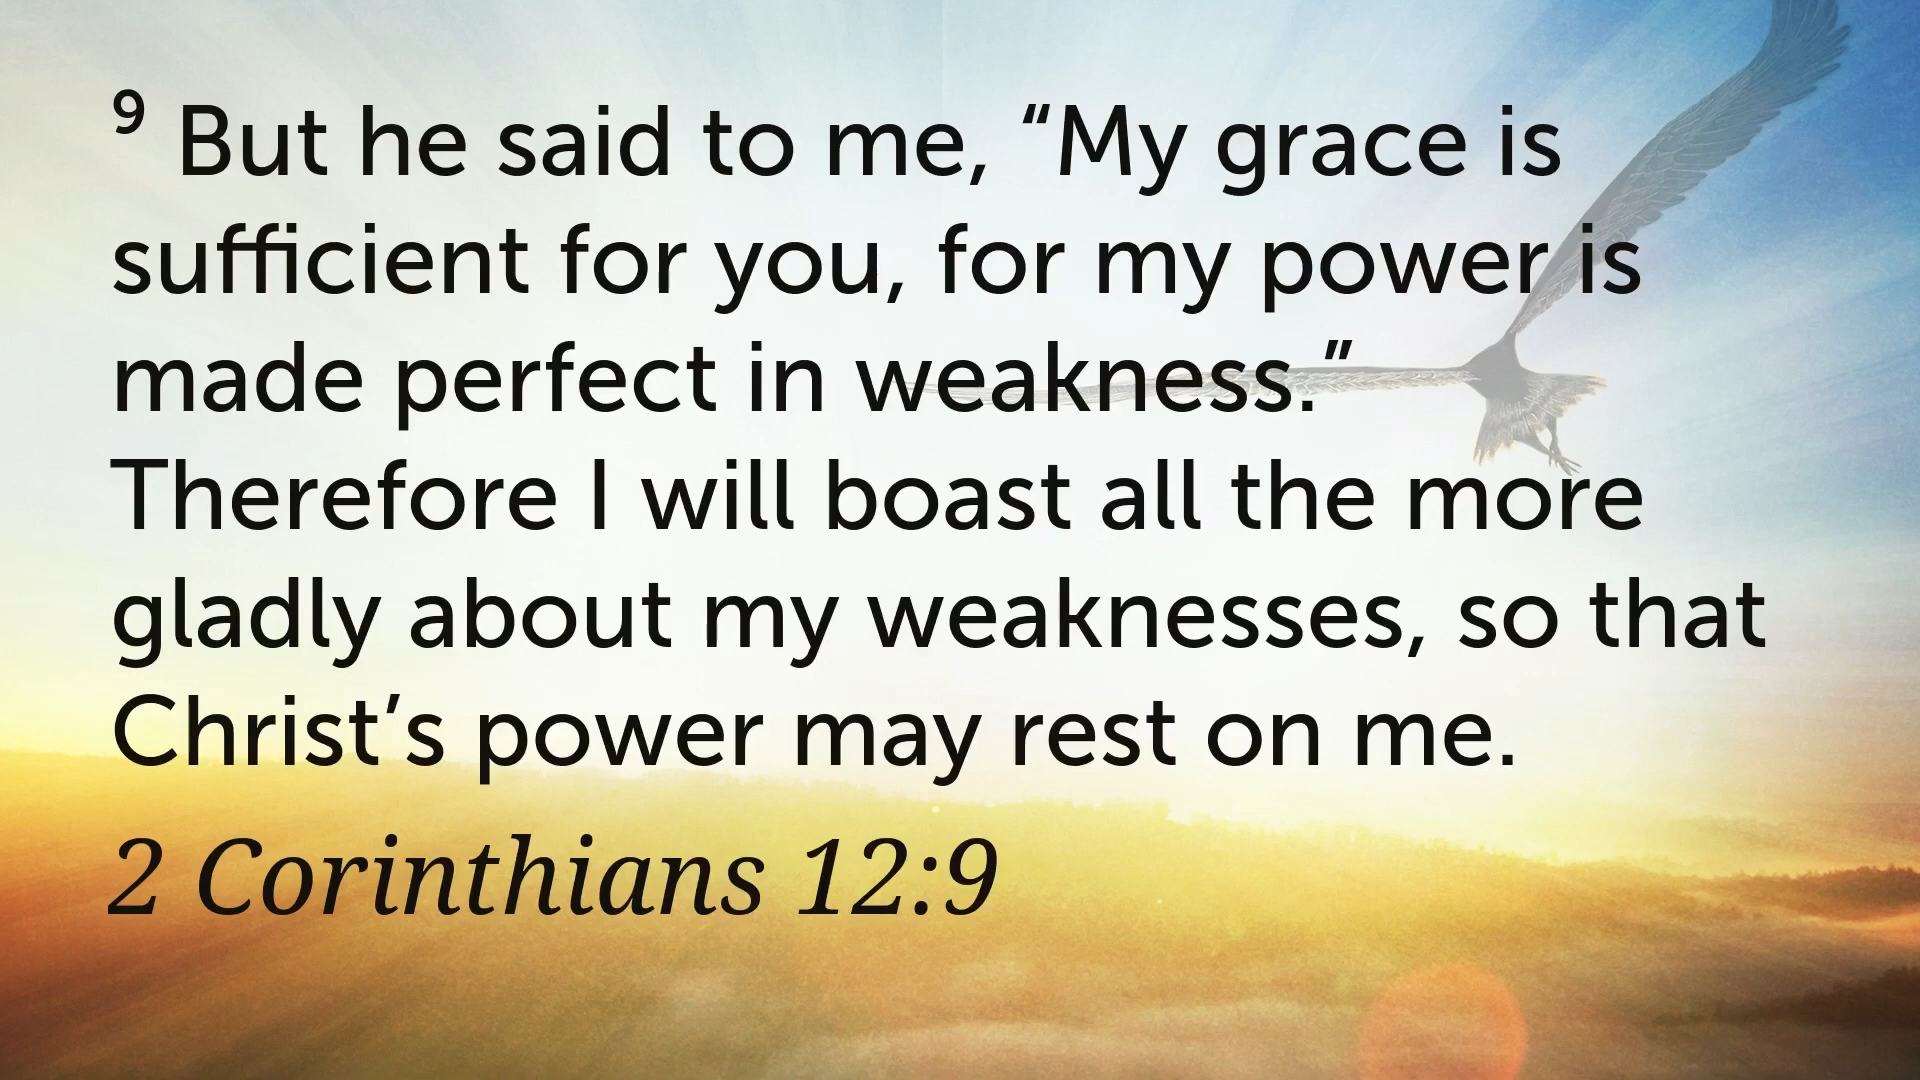 9 But he said to me, “My grace is
sufficient for you, for my power is
made perfect in weakness.”
Therefore I will boast all the more
gladly about my weaknesses, so that
Christ’s power may rest on me.
2 Corinthians 12:9